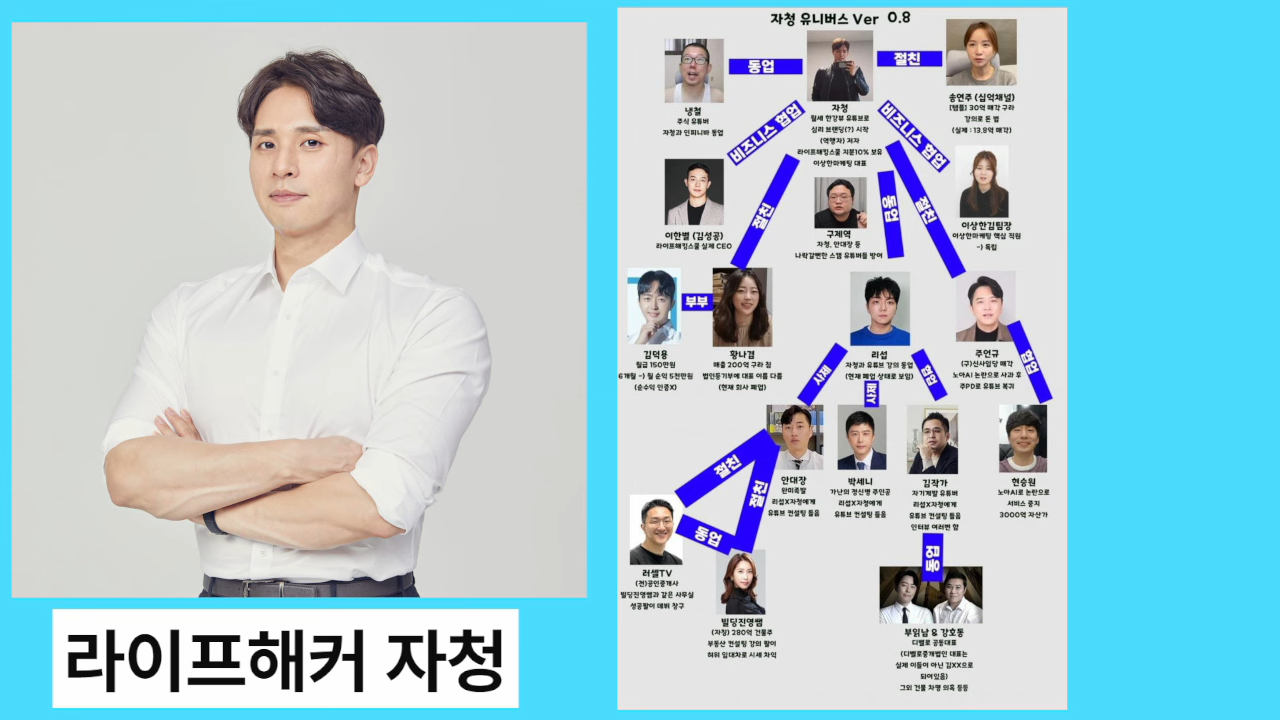 라이프해커 자청
자청 유니버스 Ver 0.8
동업
절친
냉철
주식 유튜버
자청과 인피니바 동업
자청
월세 한강뷰 유튜브로
심리 브랜딩(?) 시작
(역행자) 저자
라이프해킹스쿨 지분10% 보유
이상한마케팅 대표
송연주 (십억채널)
[탬플] 30억 매각 구라
강의로 돈 범
(실제 : 13.8억 매각)
비즈니스 협업
비즈니스 협업
이한별 (김성공)
라이프해킹스쿨 실제 CEO
절친
구제역
자청, 안대장 등
나락갈뻔한 스캠 유튜버들 방어
동업
절친
이상한김팀장
이상한마케팅 핵심 직원
-) 독립
김덕용
월급 150만원
6개월 -) 월 순익 5천만원
(순수익 인증X)
부부
황나겸
매출 200억 구라 침
법인등기부에 대표 이름 다름
(현재 회사 폐업)
리섭
자청과 유튜브 강의 동업
(현재 폐업 상태로 보임)
주언규
(구)신사임당 매각
노아AI 논란으로 사과 후
주PD로 유튜브 복귀
협업
사제
사제
협업
안대장
원미족발
리섭X자청에게
유튜브 컨설팅 들음
박세니
가난의 정신병 주인공
리섭X자청에게
유튜브 컨설팅 들음
김작가
자기계발 유튜버
리섭X자청에게
유튜브 컨설팅 들음
인터뷰 여러번 함
현승원
노아AI로 논란으로
서비스 중지
3000억 자산가
절친
절친
동업
러셀TV
(전)공인중개사
빌딩진영쌤과 같은 사무실
성공팔이 데뷔 창구
빌딩진영쌤
(자칭) 280억 건물주
부동산 컨설팅 강의 팔이
허위 임대차로 시세 차익
동업
부읽남 & 강호동
디벨로 공동대표
(디벨로중개법인 대표는
실제 이들이 아닌 김XX으로
되어있음)
그외 건물 차명 의혹 등등